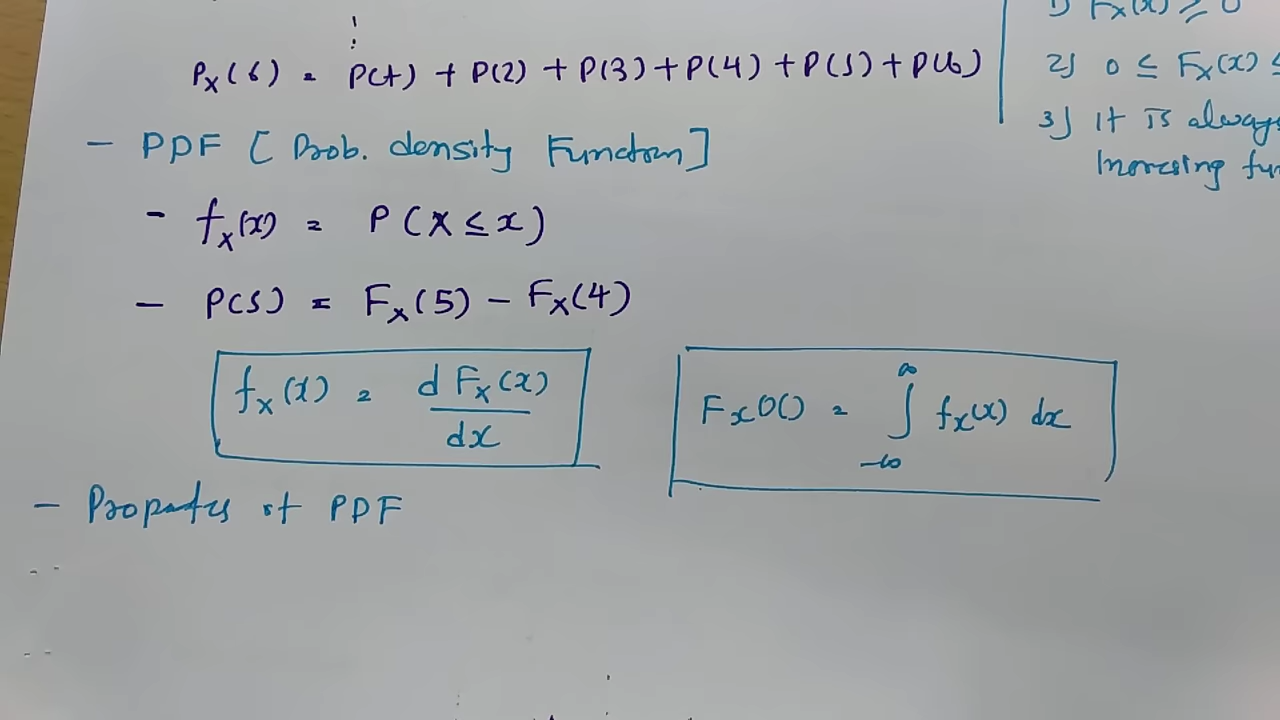 Px(6) = P(1) + P(2) + P(3) + P(4) + P(5) + P(6)
1) Fx(x) ≥ 0
2) 0 ≤ Fx(x) ≤
3) It is always
Increasing fu
- PDF [Prob. density Function]
- fx(x) = P(X ≤ x)
- P(5) = Fx(5) - Fx(4)
fx(x) = d Fx(x) / dx
Fx(x) = ∫ -∞ ∞ fx(x) dx
- Properties of PDF